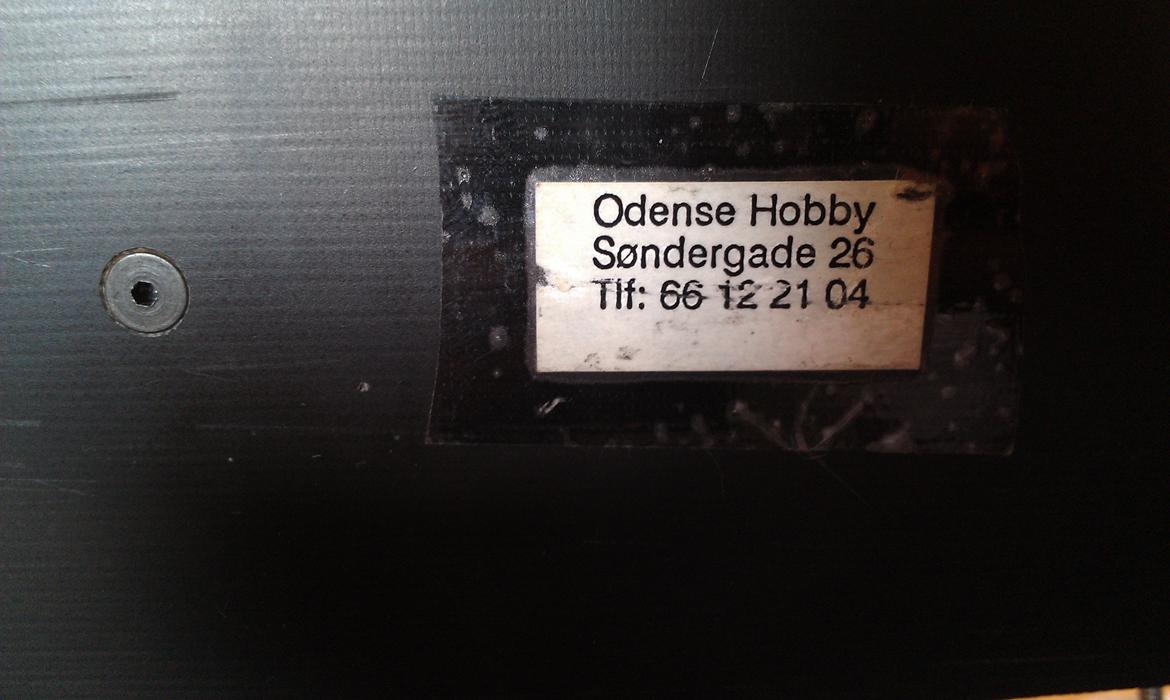 Odense Hobby
Søndergade 26
Tlf: 66 12 21 04